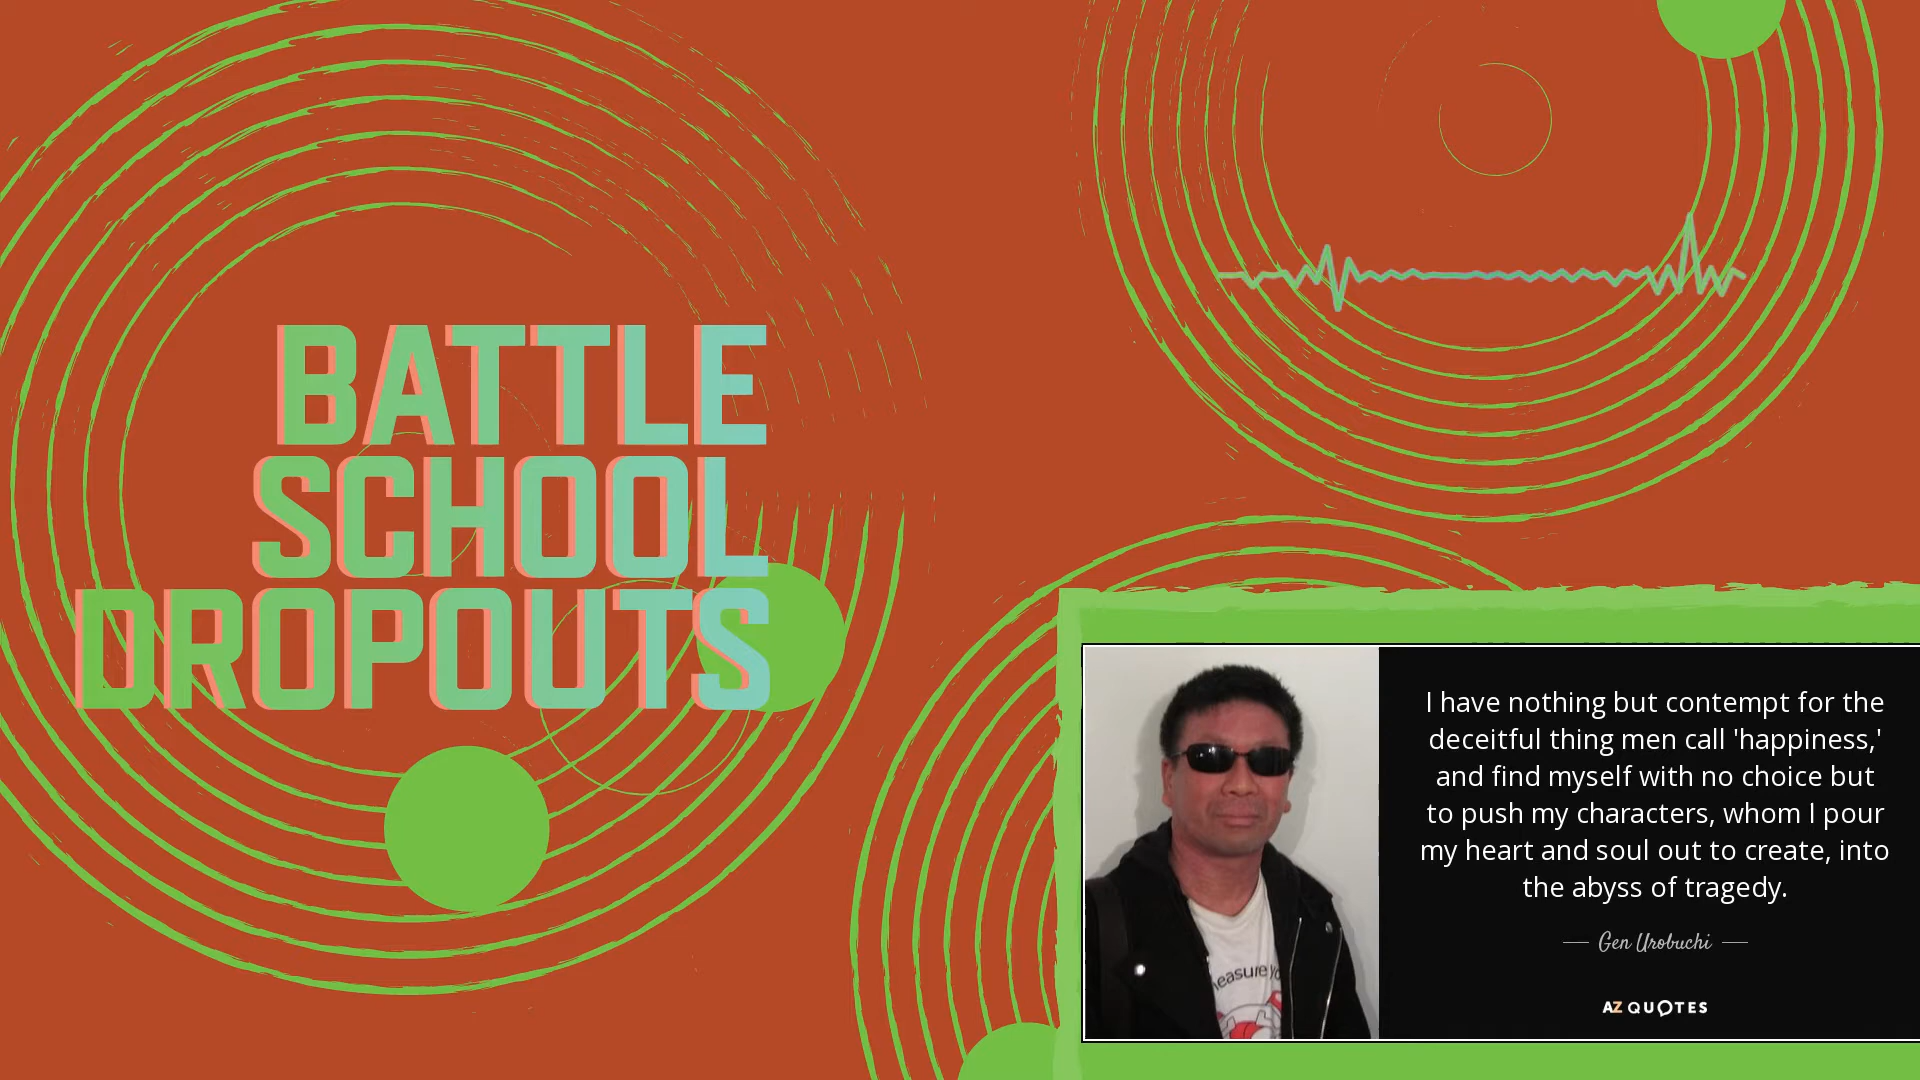 BATTLE
SCHOOL
DROPOUTS
I have nothing but contempt for the
deceitful thing men call 'happiness,'
and find myself with no choice but
to push my characters, whom I pour
my heart and soul out to create, into
the abyss of tragedy.
— Gen Urobuchi —
AZ QUOTES